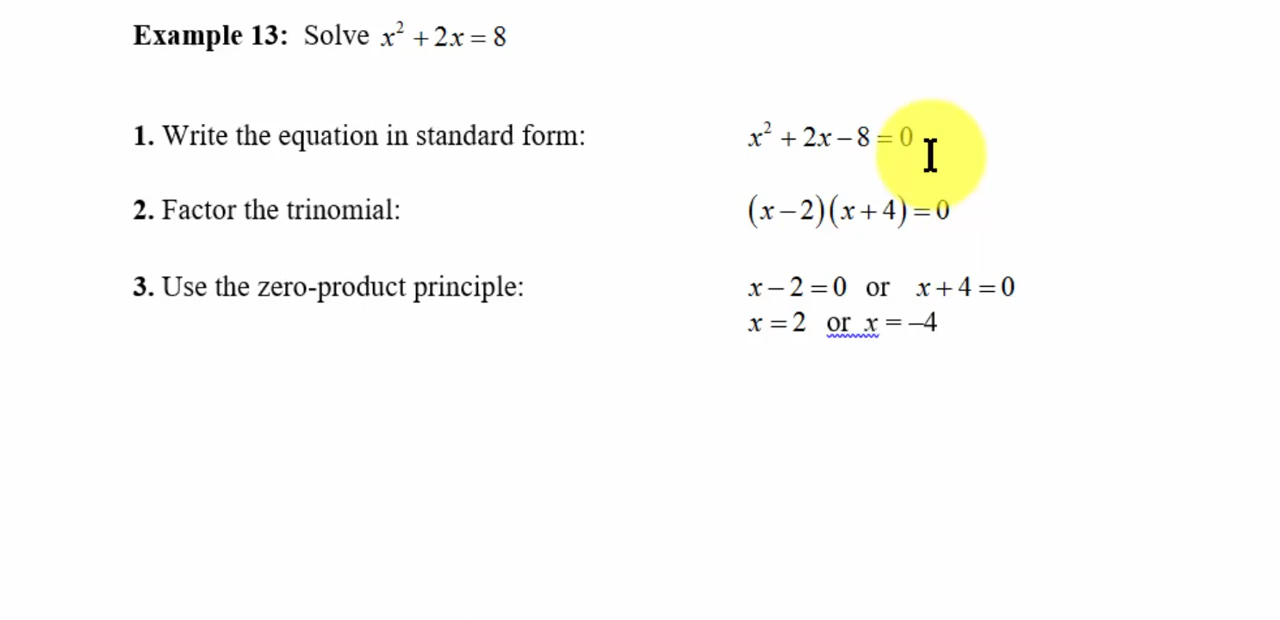 Example 13: Solve x² + 2x = 8
1. Write the equation in standard form: x² + 2x – 8 = 0
2. Factor the trinomial: (x – 2)(x + 4) = 0
3. Use the zero-product principle: x – 2 = 0 or x + 4 = 0
x = 2 or x = –4